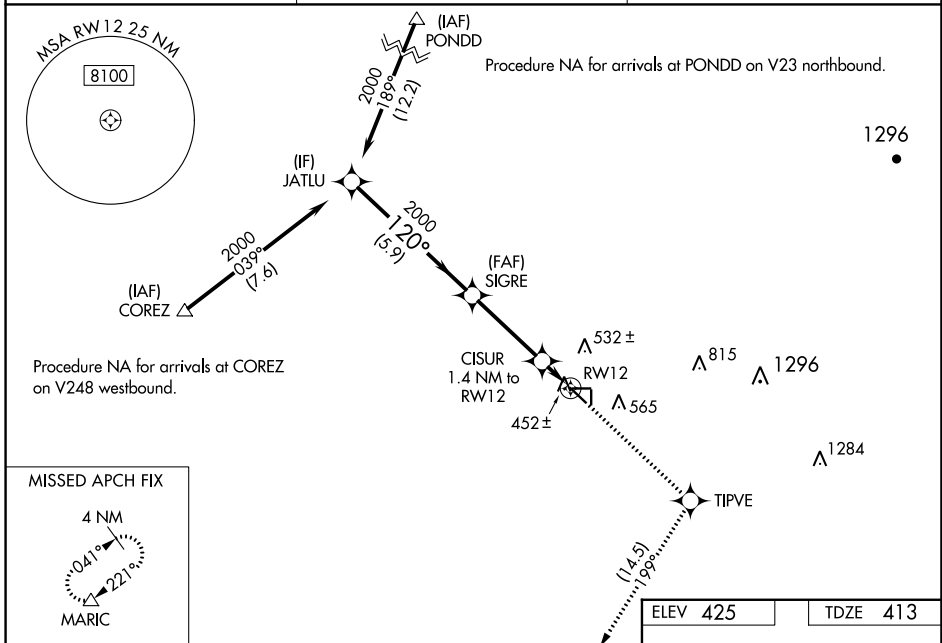 MSA RW12 25 NM
8100
(IAF)
PONDD
2000
189°
(12.2)
Procedure NA for arrivals at PONDD on V23 northbound.
1296
(IF)
JATLU
2000
120°
(5.9)
2000
039°
(7.6)
(IAF)
COREZ
(FAF)
SIGRE
Procedure NA for arrivals at COREZ
on V248 westbound.
CISUR
1.4 NM to
RW12
532 ±
RW12
815
1296
452 ±
565
1284
MISSED APCH FIX
4 NM
041°
221°
MARIC
TIPVE
(14.5)
199°
ELEV 425
TDZE 413